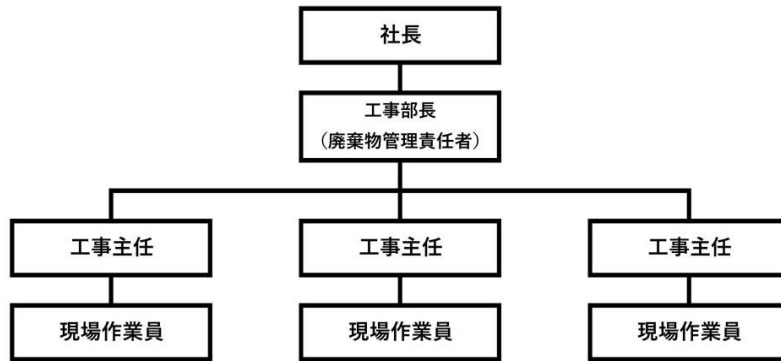 社長
工事部長
（廃棄物管理責任者）
工事主任
工事主任
工事主任
現場作業員
現場作業員
現場作業員